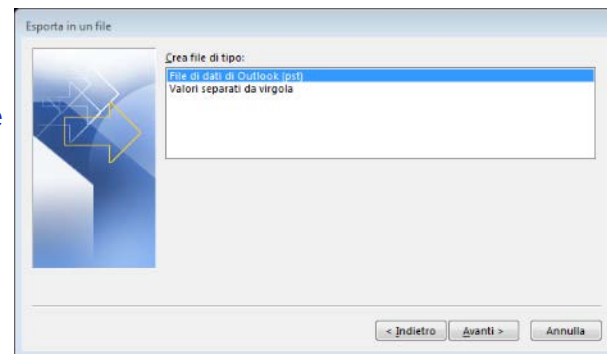 Esporta in un file
Crea file di tipo:
File di dati di Outlook (pst)
Valori separati da virgola
e
< Indietro
Avanti >
Annulla